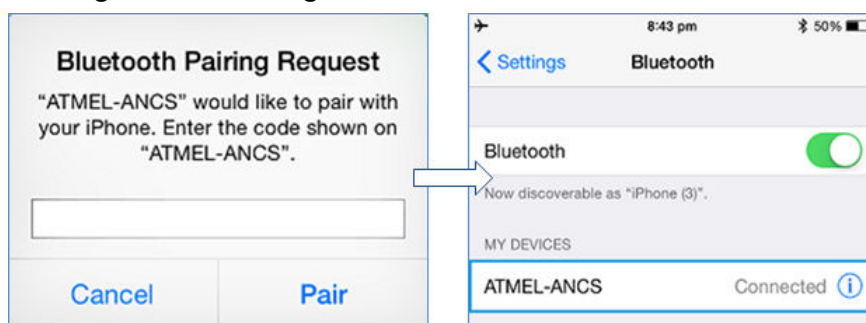 Bluetooth Pairing Request
"ATMEL-ANCS" would like to pair with
your iPhone. Enter the code shown on
"ATMEL-ANCS".
Cancel
Pair
8:43 pm
50%
Settings
Bluetooth
Bluetooth
Now discoverable as "iPhone (3)".
MY DEVICES
ATMEL-ANCS
Connected